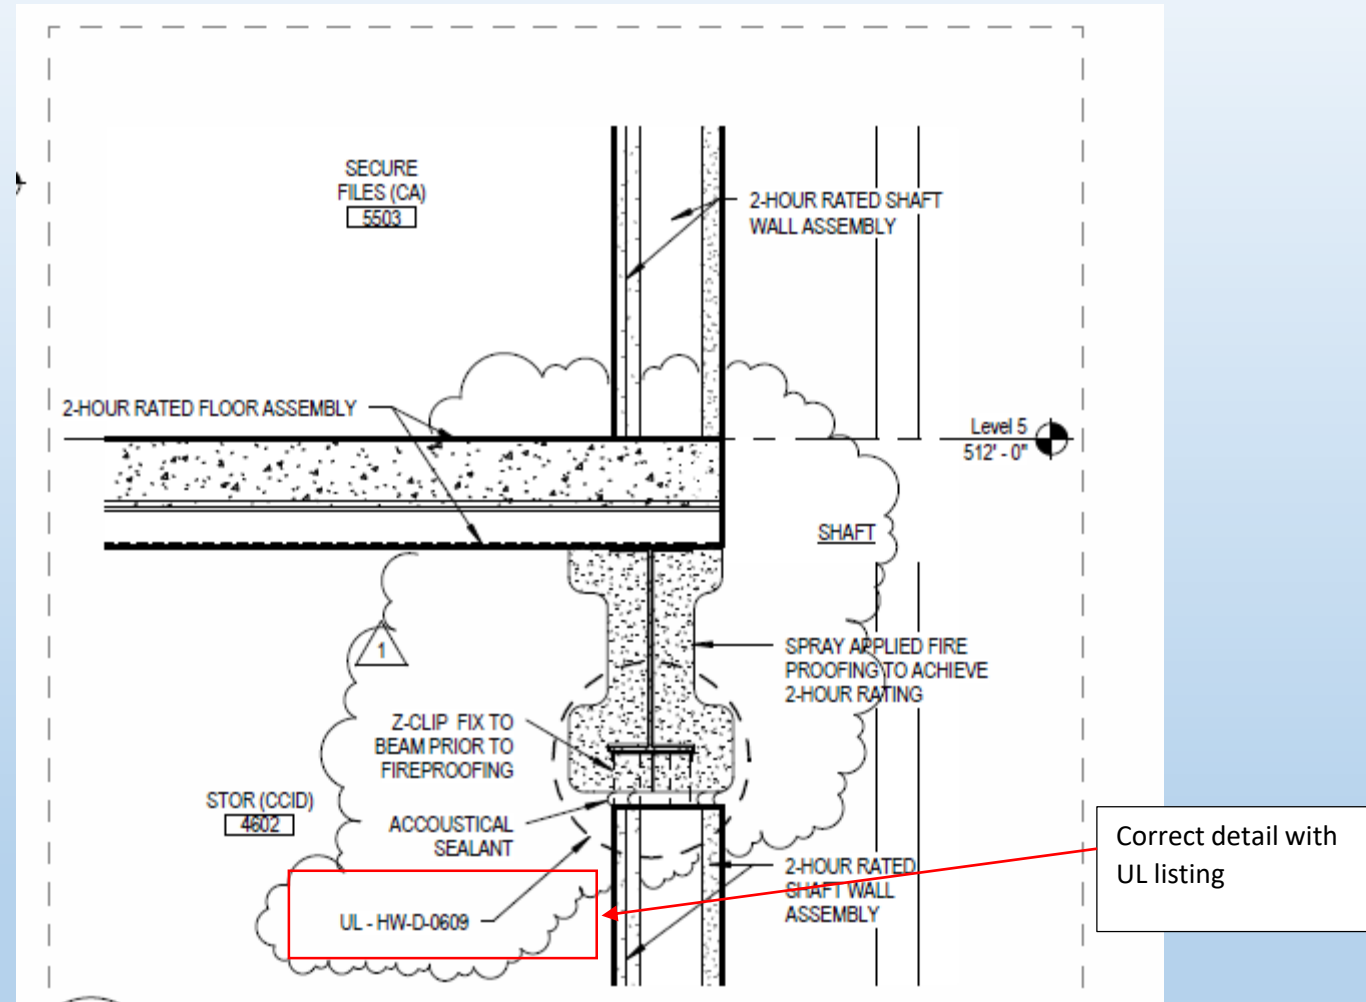 SECURE
FILES (CA)
5503
2-HOUR RATED SHAFT
WALL ASSEMBLY
2-HOUR RATED FLOOR ASSEMBLY
Level 5
512' - 0"
SHAFT
1
SPRAY APPLIED FIRE
PROOFING TO ACHIEVE
2-HOUR RATING
Z-CLIP FIX TO
BEAM PRIOR TO
FIREPROOFING
STOR (CCID)
4602
ACCOUSTICAL
SEALANT
2-HOUR RATED
SHAFT WALL
ASSEMBLY
UL - HW-D-0609
Correct detail with
UL listing